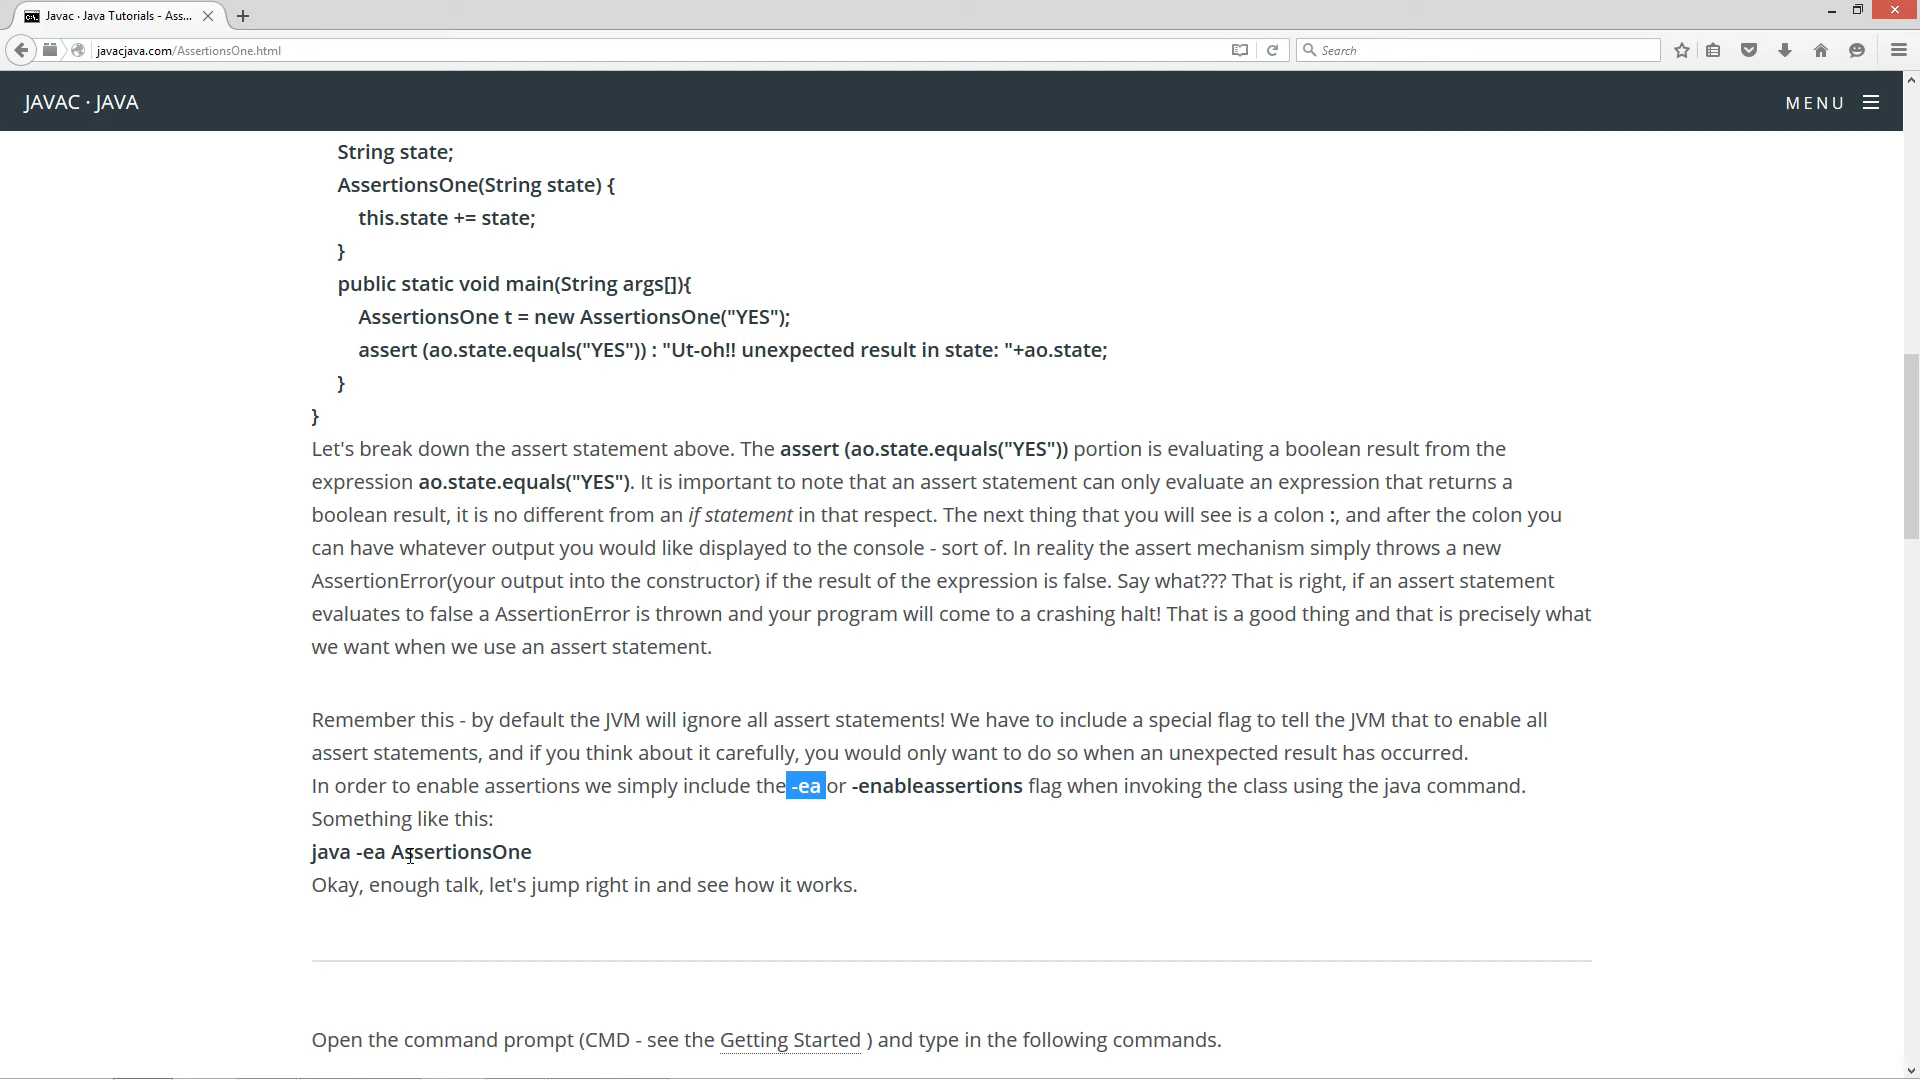 Javac · Java Tutorials - Ass...
javacjava.com/AssertionsOne.html
Search
JAVAC · JAVA
MENU
String state;
AssertionsOne(String state) {
this.state += state;
}
public static void main(String args[]){
AssertionsOne t = new AssertionsOne("YES");
assert (ao.state.equals("YES")) : "Ut-oh!! unexpected result in state: "+ao.state;
}
}
Let's break down the assert statement above. The assert (ao.state.equals("YES")) portion is evaluating a boolean result from the
expression ao.state.equals("YES"). It is important to note that an assert statement can only evaluate an expression that returns a
boolean result, it is no different from an if statement in that respect. The next thing that you will see is a colon :, and after the colon you
can have whatever output you would like displayed to the console - sort of. In reality the assert mechanism simply throws a new
AssertionError(your output into the constructor) if the result of the expression is false. Say what??? That is right, if an assert statement
evaluates to false a AssertionError is thrown and your program will come to a crashing halt! That is a good thing and that is precisely what
we want when we use an assert statement.
Remember this - by default the JVM will ignore all assert statements! We have to include a special flag to tell the JVM that to enable all
assert statements, and if you think about it carefully, you would only want to do so when an unexpected result has occurred.
In order to enable assertions we simply include the -ea or -enableassertions flag when invoking the class using the java command.
Something like this:
java -ea AssertionsOne
Okay, enough talk, let's jump right in and see how it works.
Open the command prompt (CMD - see the Getting Started ) and type in the following commands.